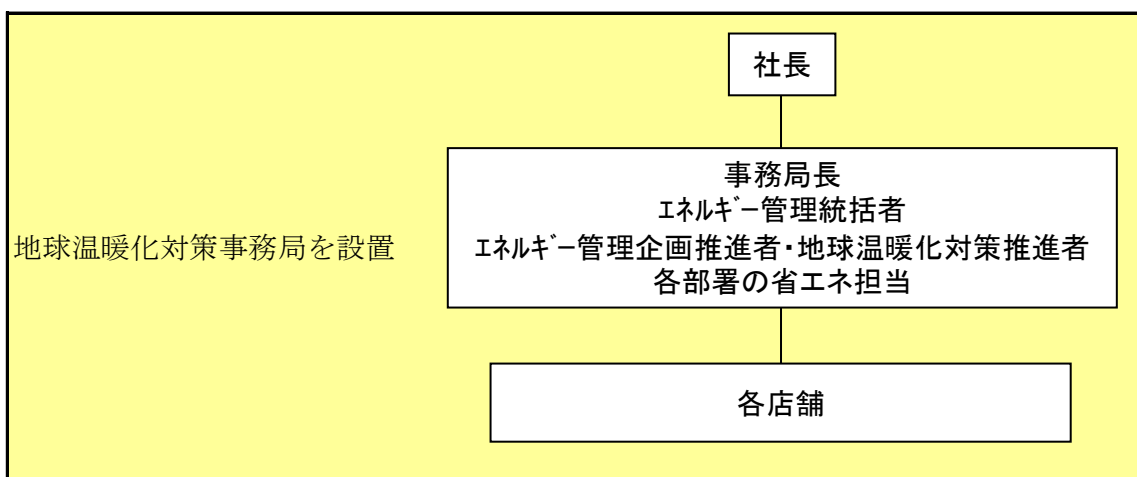 社長
事務局長
ｴﾈﾙｷﾞｰ管理統括者
地球温暖化対策事務局を設置
ｴﾈﾙｷﾞｰ管理企画推進者・地球温暖化対策推進者
各部署の省エネ担当
各店舗